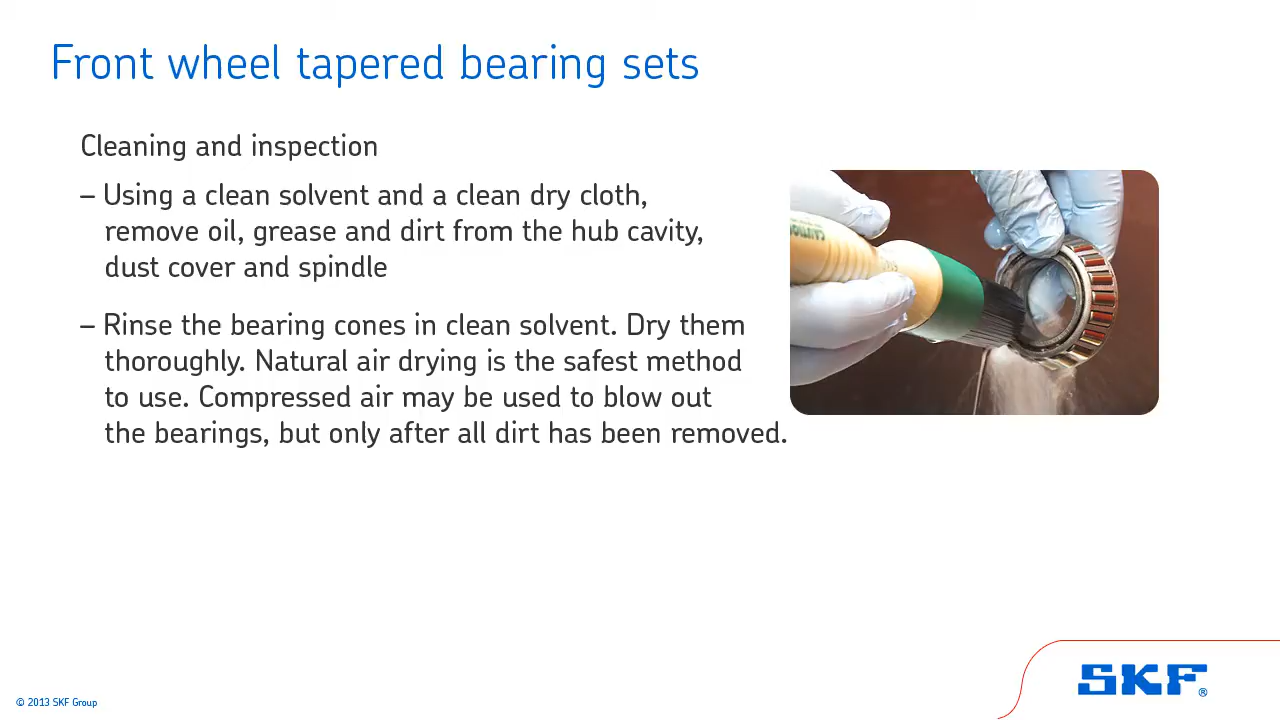 Front wheel tapered bearing sets
Cleaning and inspection
– Using a clean solvent and a clean dry cloth,
remove oil, grease and dirt from the hub cavity,
dust cover and spindle
– Rinse the bearing cones in clean solvent. Dry them
thoroughly. Natural air drying is the safest method
to use. Compressed air may be used to blow out
the bearings, but only after all dirt has been removed.
CAUTION
© 2013 SKF Group
SKF®